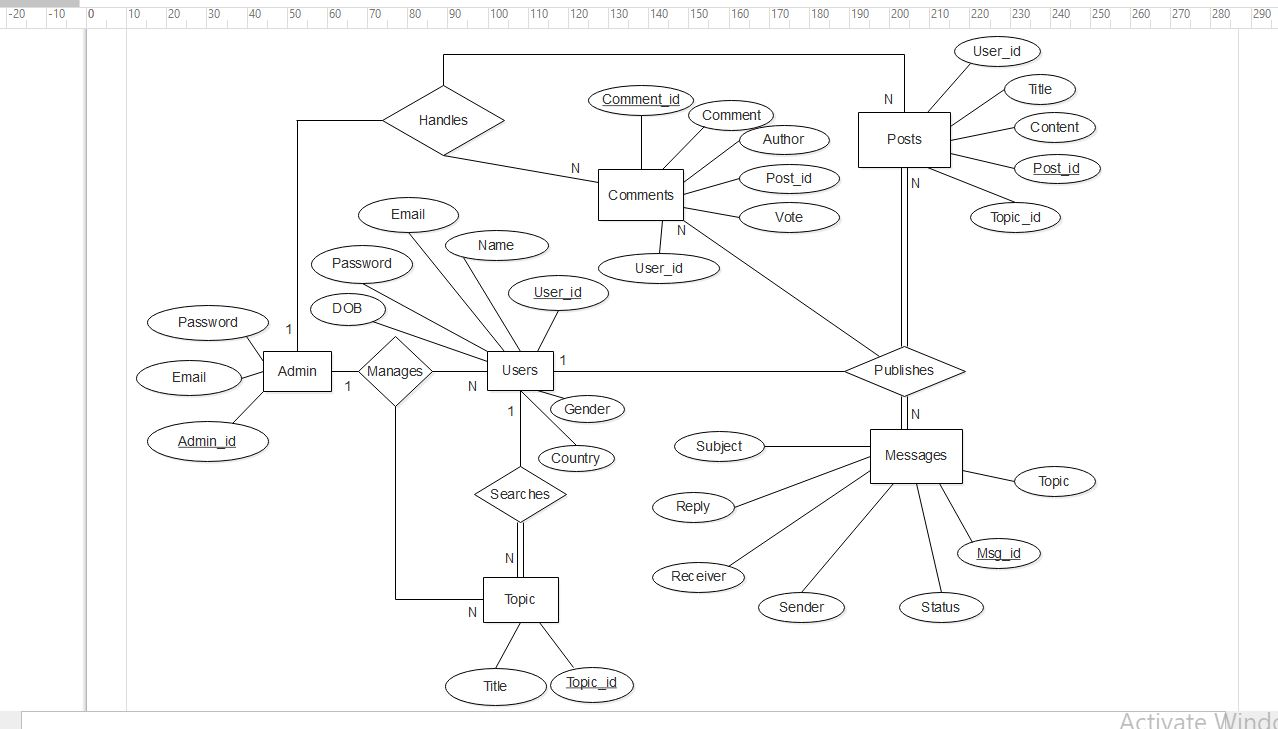 -20 -10 0 10 20 30 40 50 60 70 80 90 100 110 120 130 140 150 160 170 180 190 200 210 220 230 240 250 260 270 280 290
User_id
Title
Content
Post_id
Topic_id
N
Posts
N
Handles
Comment_id
Comment
Author
Post_id
Vote
User_id
N
Comments
N
Email
Name
Password
DOB
User_id
Password
Email
Admin_id
1
Admin
1
Manages
N
Users
1
1
Gender
Country
Publishes
N
Searches
N
Topic
N
Title
Topic_id
Subject
Messages
Topic
Reply
Msg_id
Receiver
Sender
Status
Activate Windo